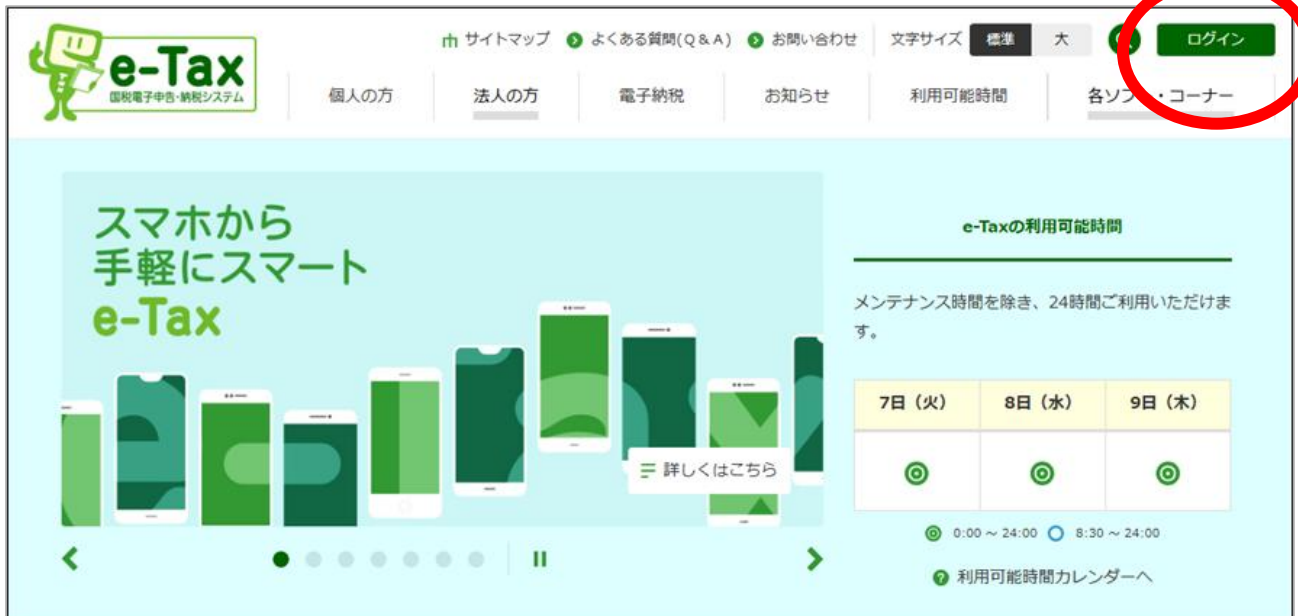 サイトマップ よくある質問(Q＆A) お問い合わせ 文字サイズ 標準 大 ログイン
e-Tax
国税電子申告・納税システム
個人の方 法人の方 電子納税 お知らせ 利用可能時間 各ソフト・コーナー
スマホから
手軽にスマート
e-Tax
詳しくはこちら
e-Taxの利用可能時間
メンテナンス時間を除き、24時間ご利用いただけま
す。
7日（火） 8日（水） 9日（木）
◎ ◎ ◎
◎ 0:00 ～ 24:00 ○ 8:30 ～ 24:00
利用可能時間カレンダーへ